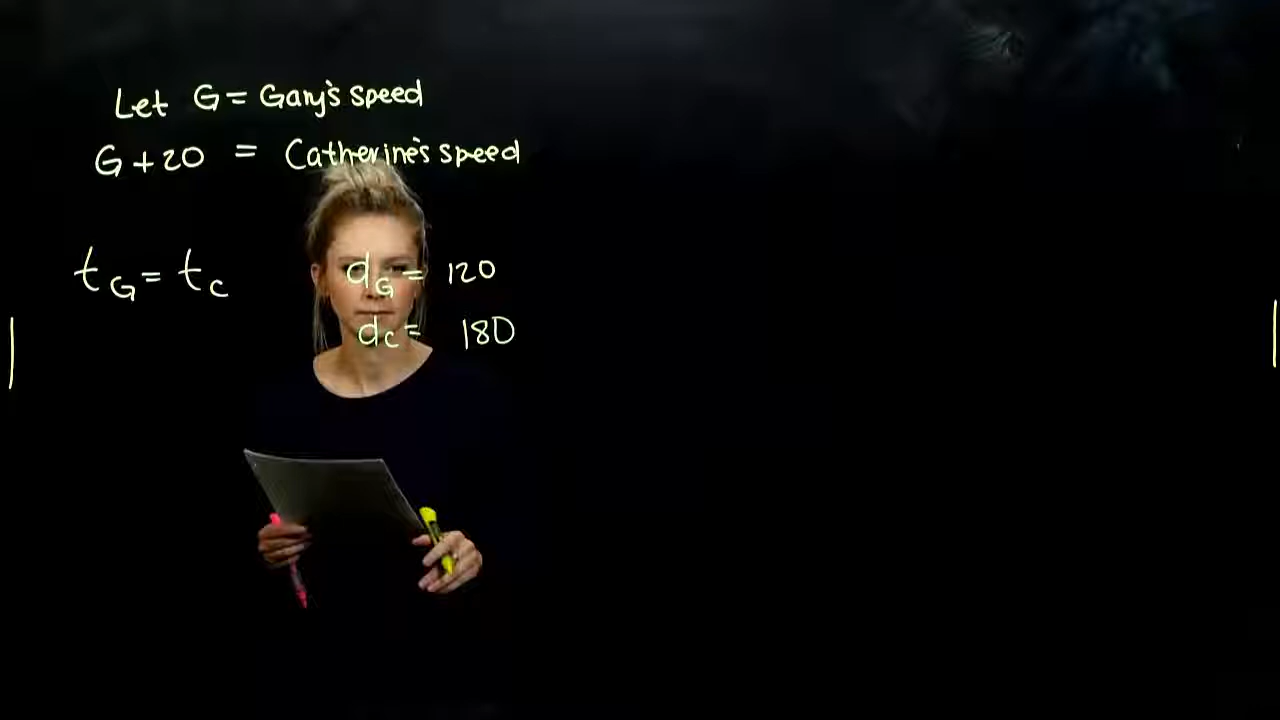 Let G = Gary's speed
G + 20 = Catherine's speed
t_G = t_C d_G = 120
d_C = 180